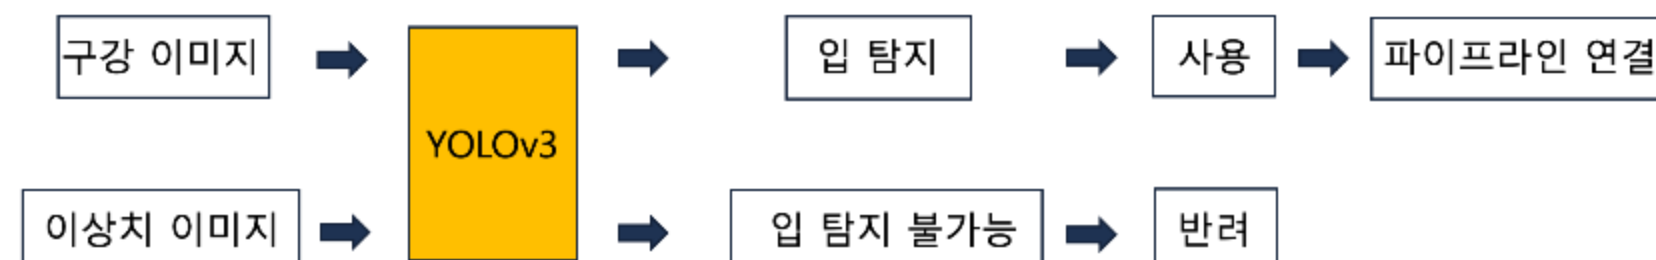 구강 이미지
입 탐지
사용
파이프라인 연결
YOLOv3
이상치 이미지
입 탐지 불가능
반려